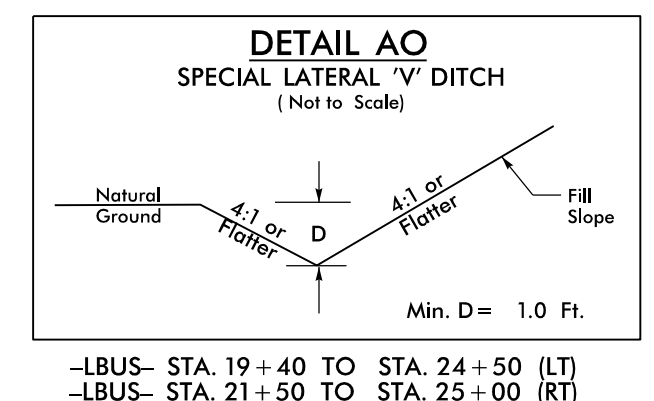 DETAIL AO
SPECIAL LATERAL 'V' DITCH
( Not to Scale)
Natural
Ground
4:1 or
Flatter
D
4:1 or
Flatter
Fill
Slope
Min. D = 1.0 Ft.
–LBUS– STA. 19+40 TO STA. 24+50 (LT)
–LBUS– STA. 21+50 TO STA. 25+00 (RT)